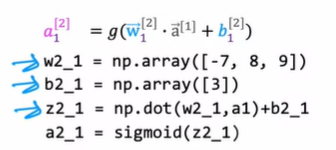 a₁^[2] = g(w⃗₁^[2] · a⃗^[1] + b₁^[2])
w2_1 = np.array([-7, 8, 9])
b2_1 = np.array([3])
z2_1 = np.dot(w2_1,a1)+b2_1
a2_1 = sigmoid(z2_1)